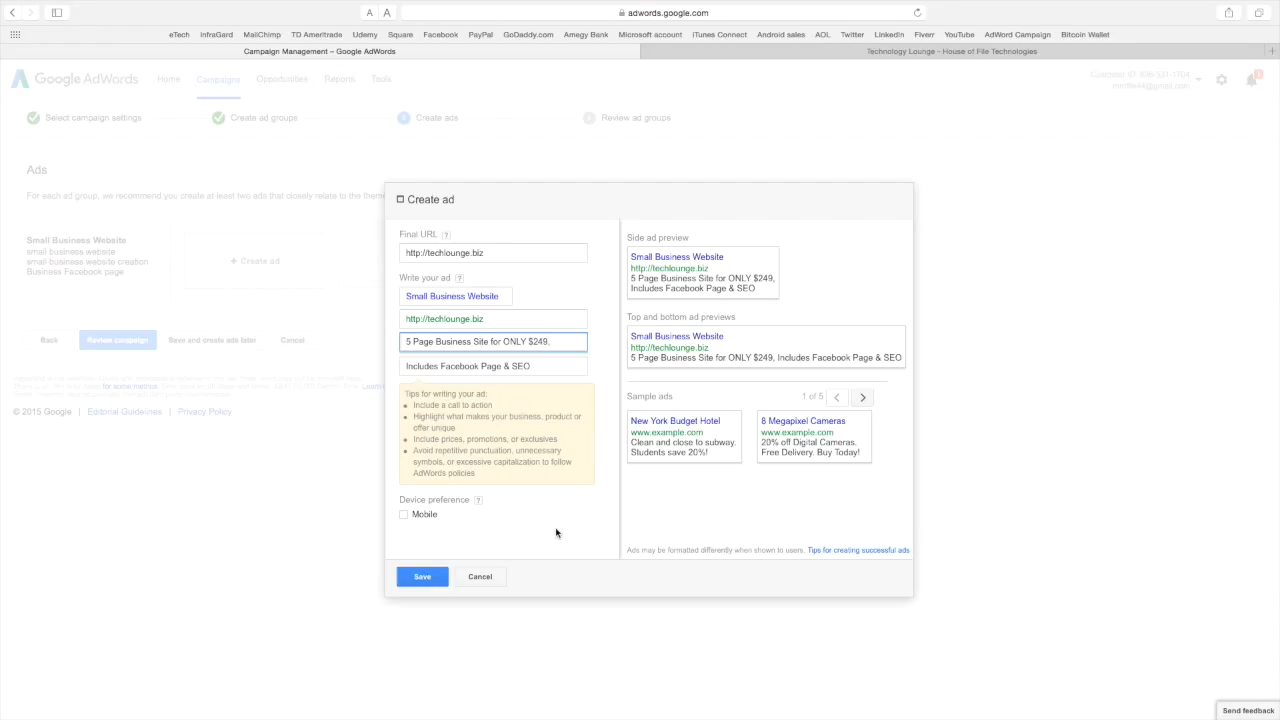 A A adwords.google.com
eTech InfraGard MailChimp TD Ameritrade Udemy Square Facebook PayPal GoDaddy.com Amegy Bank Microsoft account iTunes Connect Android sales AOL Twitter LinkedIn Fiverr YouTube AdWord Campaign Bitcoin Wallet
Campaign Management – Google AdWords Technology Lounge - House of File Technologies
Google AdWords Home Campaigns Opportunities Reports Tools
Customer ID:
Select campaign settings Create ad groups Create ads Review ad groups
Ads
For each ad group, we recommend you create at least two ads that closely relate to the theme
Small Business Website
small business website
small business website creation
Business Facebook page
+ Create ad
Back Review campaign Save and create ads later Cancel
for some metrics
© 2015 Google | Editorial Guidelines | Privacy Policy
Create ad
Final URL ?
http://techlounge.biz
Write your ad ?
Small Business Website
http://techlounge.biz
5 Page Business Site for ONLY $249,
Includes Facebook Page & SEO
Tips for writing your ad:
Include a call to action
Highlight what makes your business, product or
offer unique
Include prices, promotions, or exclusives
Avoid repetitive punctuation, unnecessary
symbols, or excessive capitalization to follow
AdWords policies
Device preference ?
Mobile
Side ad preview
Small Business Website
http://techlounge.biz
5 Page Business Site for ONLY $249,
Includes Facebook Page & SEO
Top and bottom ad previews
Small Business Website
http://techlounge.biz
5 Page Business Site for ONLY $249, Includes Facebook Page & SEO
Sample ads 1 of 5
New York Budget Hotel
www.example.com
Clean and close to subway.
Students save 20%!
8 Megapixel Cameras
www.example.com
20% off Digital Cameras.
Free Delivery. Buy Today!
Ads may be formatted differently when shown to users. Tips for creating successful ads
Save Cancel
Send feedback